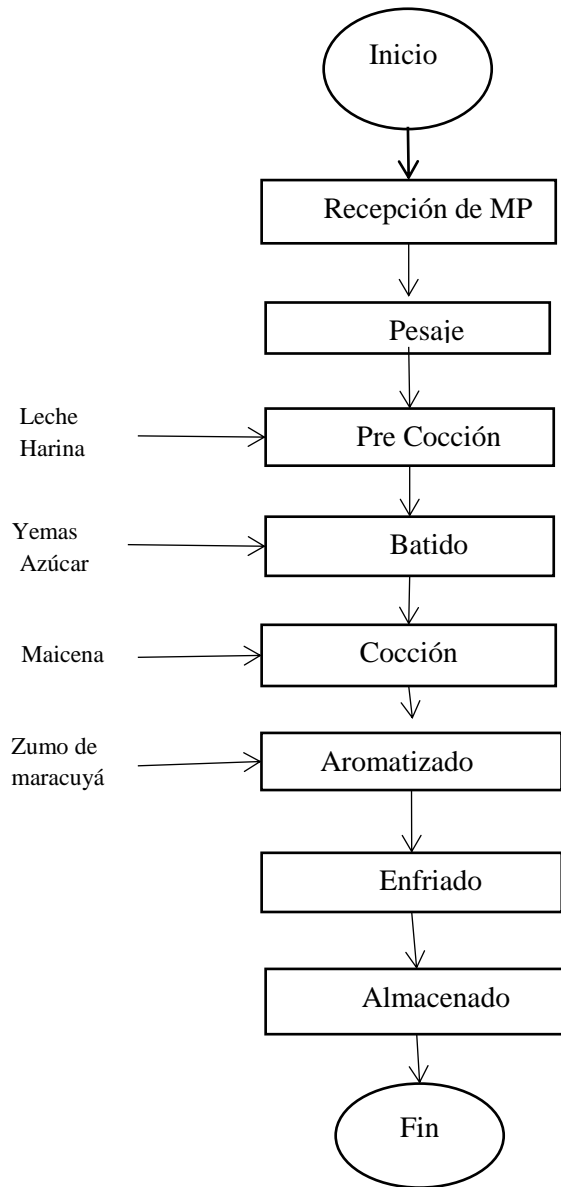 Inicio
Recepción de MP
Pesaje
Leche
Harina
Pre Cocción
Yemas
Azúcar
Batido
Maicena
Cocción
Zumo de
maracuyá
Aromatizado
Enfriado
Almacenado
Fin